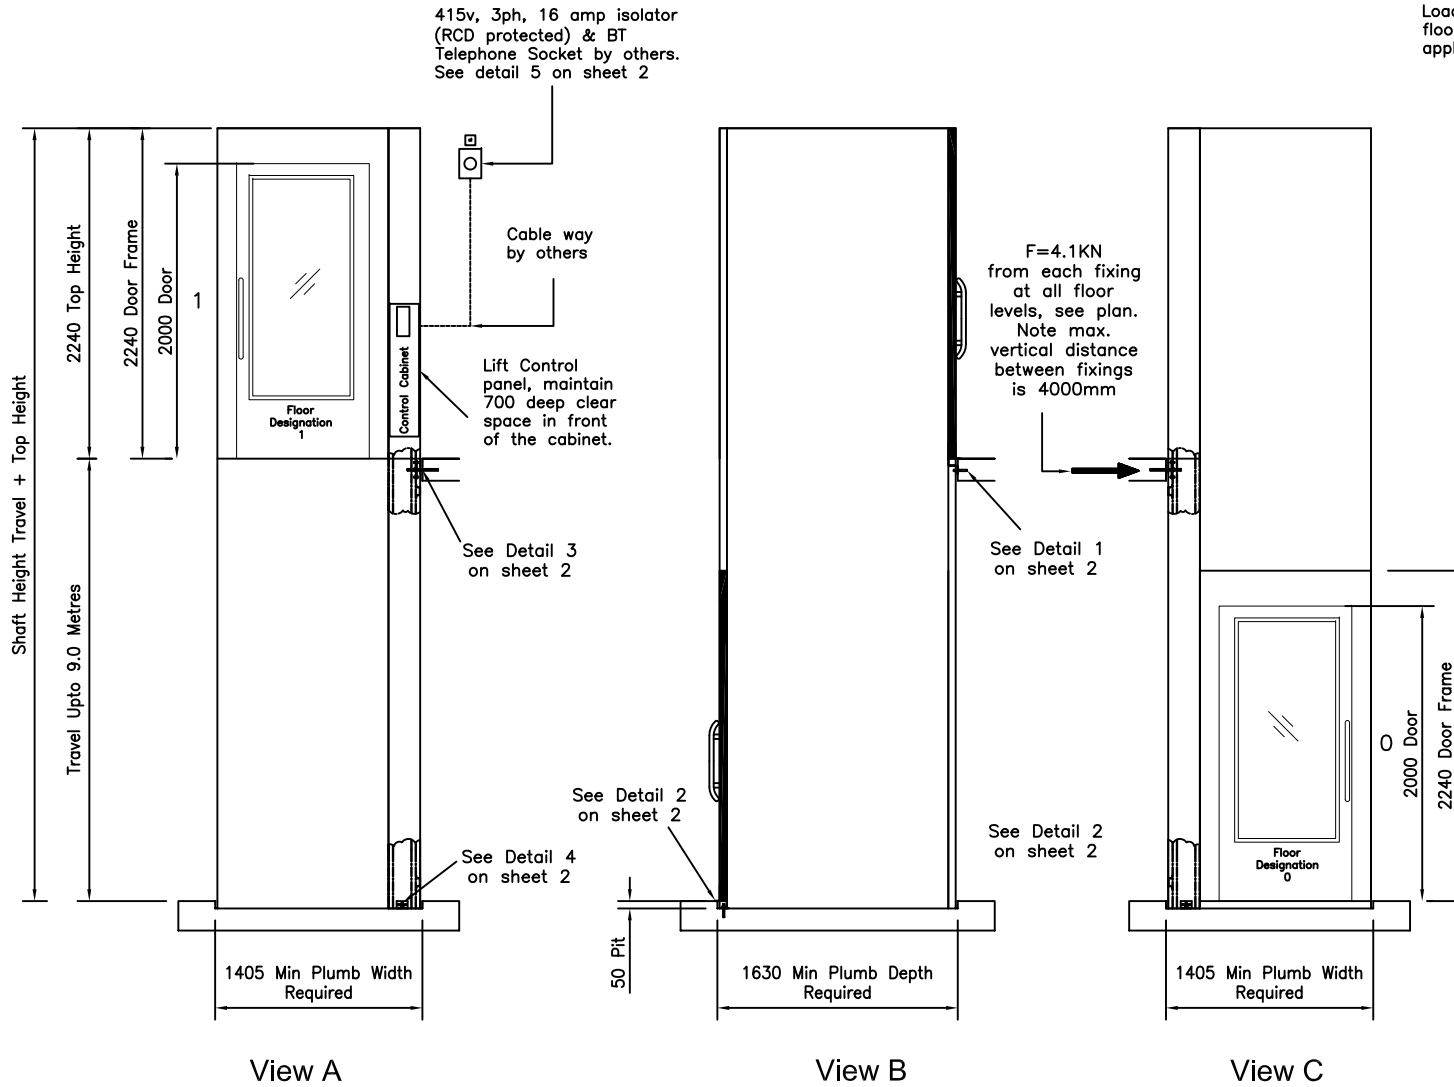 415v, 3ph, 16 amp isolator
(RCD protected) & BT
Telephone Socket by others.
See detail 5 on sheet 2
Shaft Height Travel + Top Height
2240 Top Height
2240 Door Frame
2000 Door
1
Floor
Designation
1
Control Cabinet
Cable way
by others
Lift Control
panel, maintain
700 deep clear
space in front
of the cabinet.
See Detail 3
on sheet 2
Travel Upto 9.0 Metres
See Detail 4
on sheet 2
1405 Min Plumb Width
Required
View A
See Detail 2
on sheet 2
50 Pit
1630 Min Plumb Depth
Required
See Detail 1
on sheet 2
View B
F=4.1KN
from each fixing
at all floor
levels, see plan.
Note max.
vertical distance
between fixings
is 4000mm
See Detail 2
on sheet 2
Floor
Designation
0
0
2000 Door
2240 Door Frame
1405 Min Plumb Width
Required
View C